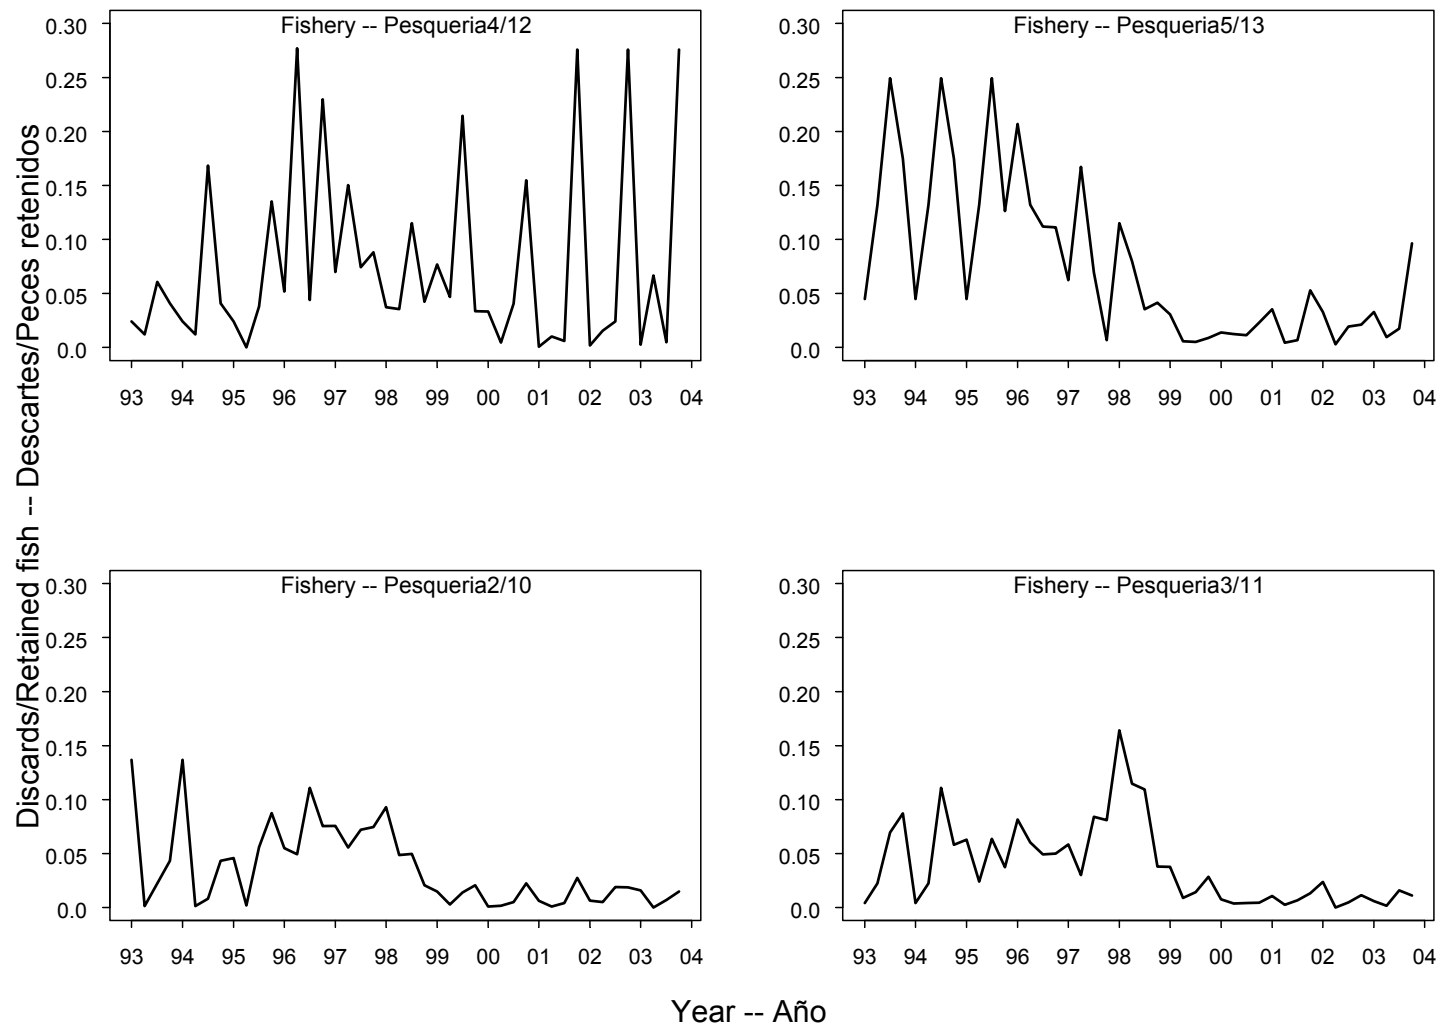 Discards/Retained fish -- Descartes/Peces retenidos
Fishery -- Pesqueria4/12
0.30
0.25
0.20
0.15
0.10
0.05
0.0
93 94 95 96 97 98 99 00 01 02 03 04
Fishery -- Pesqueria5/13
0.30
0.25
0.20
0.15
0.10
0.05
0.0
93 94 95 96 97 98 99 00 01 02 03 04
Fishery -- Pesqueria2/10
0.30
0.25
0.20
0.15
0.10
0.05
0.0
93 94 95 96 97 98 99 00 01 02 03 04
Fishery -- Pesqueria3/11
0.30
0.25
0.20
0.15
0.10
0.05
0.0
93 94 95 96 97 98 99 00 01 02 03 04
Year -- Año